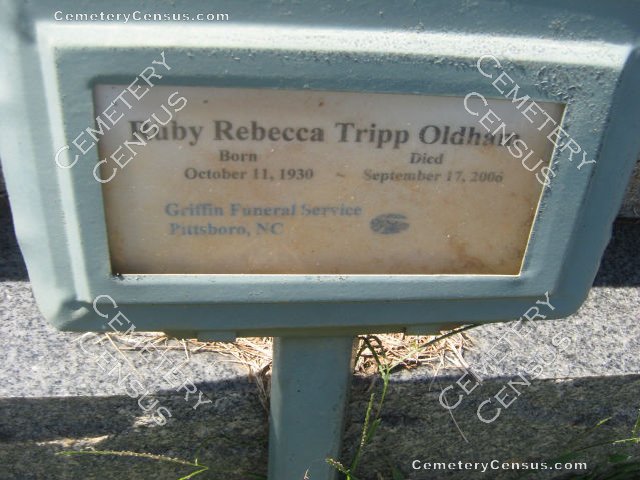 CemeteryCensus.com
Ruby Rebecca Tripp Oldham
Born Died
October 11, 1930 ~ September 17, 2006
Griffin Funeral Service
Pittsboro, NC
CEMETERY CENSUS
CEMETERY CENSUS
CEMETERY CENSUS
CEMETERY CENSUS
CemeteryCensus.com